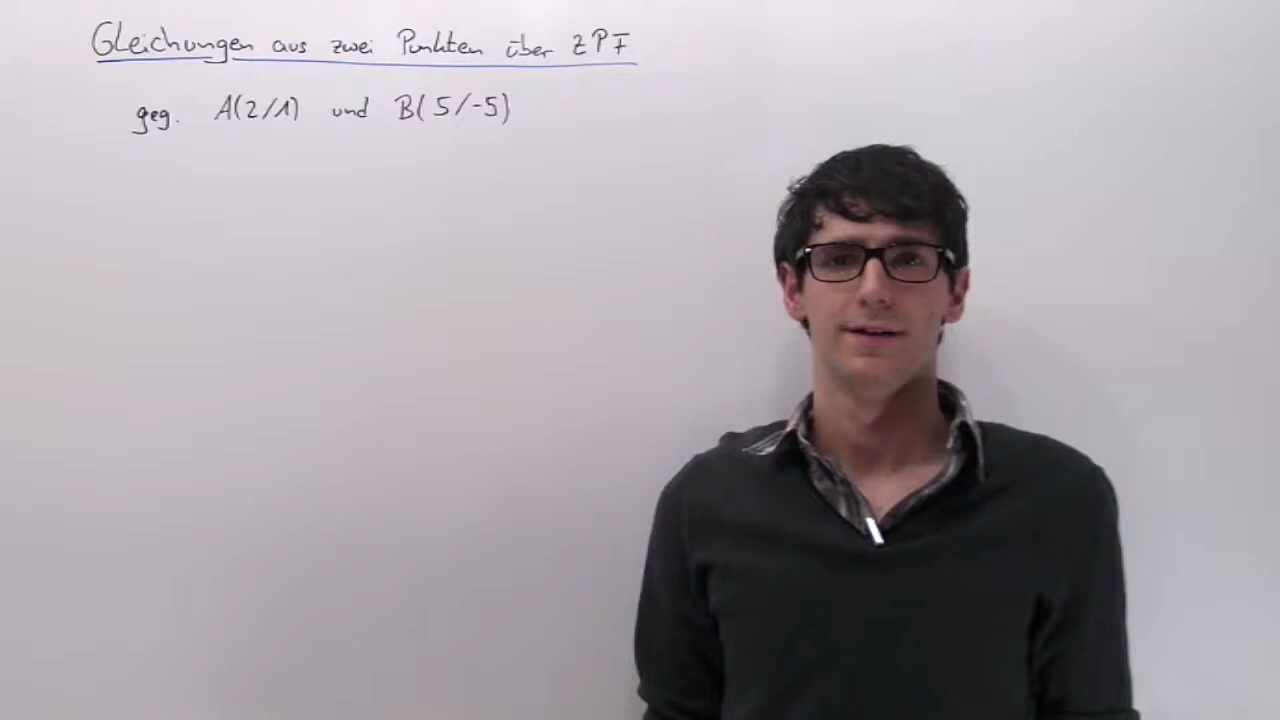 Gleichungen aus zwei Punkten über ZPF
geg. A(2/1) und B(5/-5)